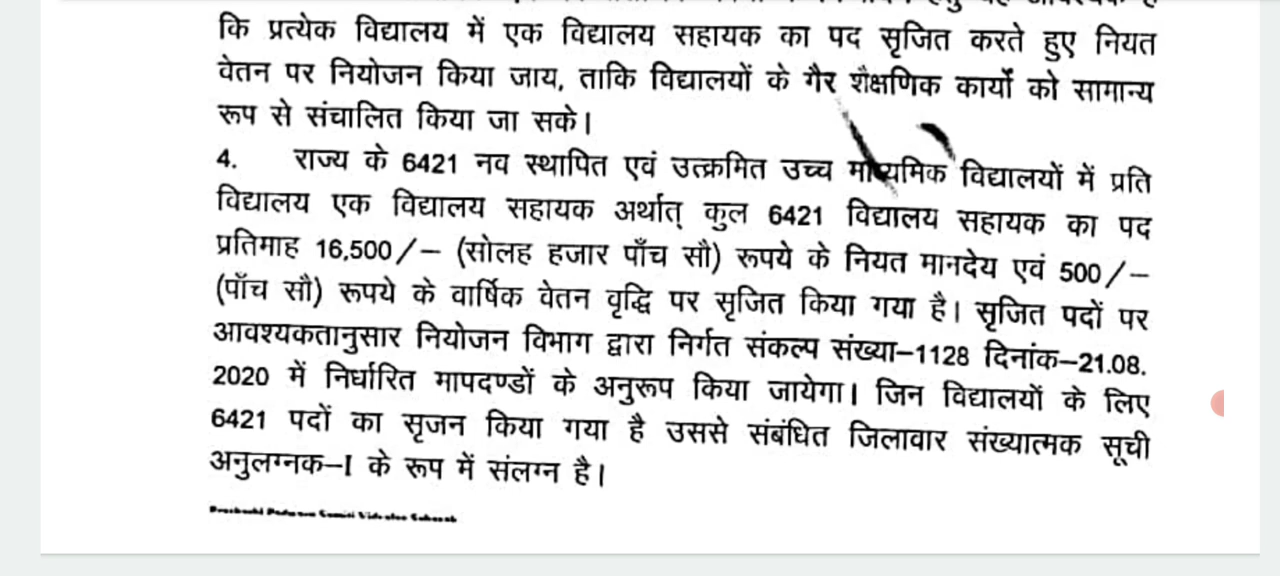 कि प्रत्येक विद्यालय में एक विद्यालय सहायक का पद सृजित करते हुए नियत
वेतन पर नियोजन किया जाय, ताकि विद्यालयों के गैर शैक्षणिक कार्यों को सामान्य
रूप से संचालित किया जा सके।
4. राज्य के 6421 नव स्थापित एवं उत्क्रमित उच्च माध्यमिक विद्यालयों में प्रति
विद्यालय एक विद्यालय सहायक अर्थात् कुल 6421 विद्यालय सहायक का पद
प्रतिमाह 16,500/– (सोलह हजार पाँच सौ) रूपये के नियत मानदेय एवं 500/–
(पाँच सौ) रूपये के वार्षिक वेतन वृद्धि पर सृजित किया गया है। सृजित पदों पर
आवश्यकतानुसार नियोजन विभाग द्वारा निर्गत संकल्प संख्या–1128 दिनांक–21.08.
2020 में निर्धारित मापदण्डों के अनुरूप किया जायेगा। जिन विद्यालयों के लिए
6421 पदों का सृजन किया गया है उससे संबंधित जिलावार संख्यात्मक सूची
अनुलग्नक–I के रूप में संलग्न है।